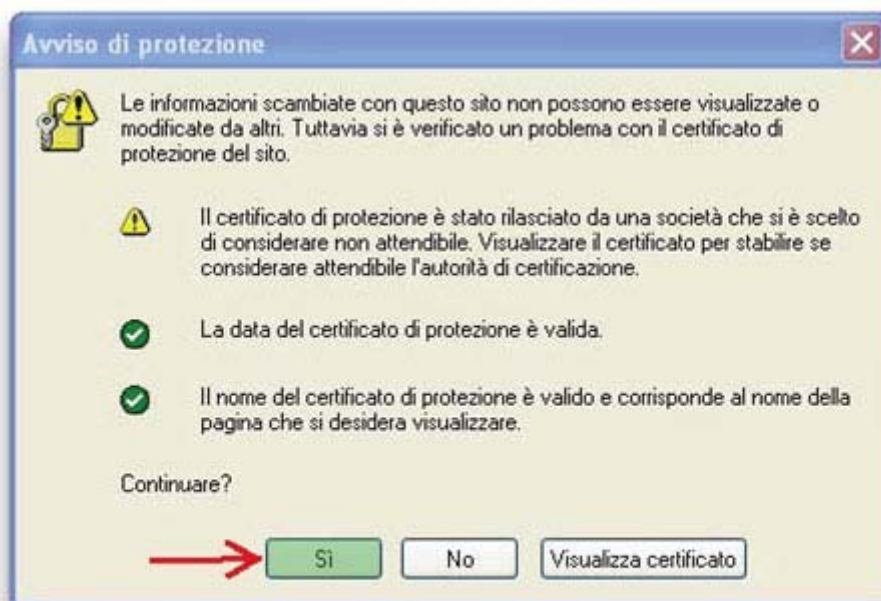 Avviso di protezione
Le informazioni scambiate con questo sito non possono essere visualizzate o
modificate da altri. Tuttavia si è verificato un problema con il certificato di
protezione del sito.
Il certificato di protezione è stato rilasciato da una società che si è scelto
di considerare non attendibile. Visualizzare il certificato per stabilire se
considerare attendibile l'autorità di certificazione.
La data del certificato di protezione è valida.
Il nome del certificato di protezione è valido e corrisponde al nome della
pagina che si desidera visualizzare.
Continuare?
Sì No Visualizza certificato